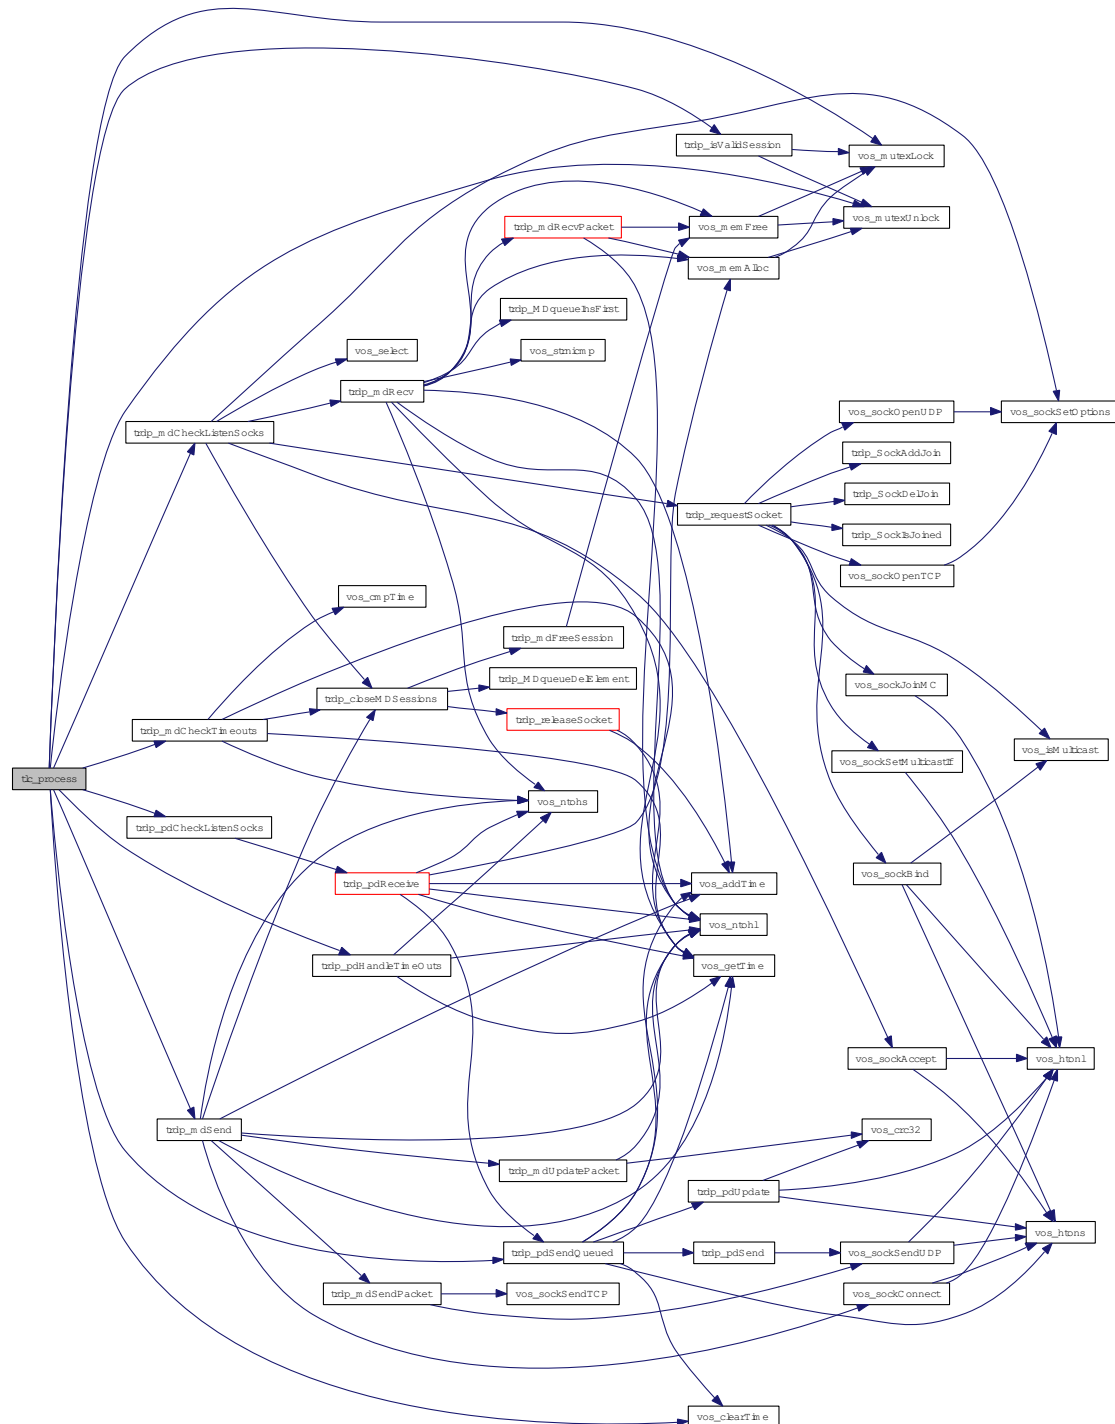 trdp_isValidSession
vos_mutexLock
vos_mutexUnlock
trdp_mdRecvPacket
vos_memFree
vos_memAlloc
trdp_MDqueueInsFirst
vos_select
vos_strnicmp
trdp_mdRecv
vos_sockOpenUDP
vos_sockSetOptions
trdp_mdCheckListenSocks
trdp_SockAddJoin
trdp_SockDelJoin
trdp_requestSocket
trdp_SockIsJoined
vos_sockOpenTCP
vos_cmpTime
trdp_mdFreeSession
trdp_MDqueueDelElement
vos_sockJoinMC
trdp_closeMDSessions
trdp_releaseSocket
trdp_mdCheckTimeouts
vos_isMulticast
vos_sockSetMulticastIf
tlc_process
vos_ntohs
trdp_pdCheckListenSocks
vos_sockBind
trdp_pdReceive
vos_addTime
vos_ntohl
trdp_pdHandleTimeOuts
vos_getTime
vos_sockAccept
vos_htonl
trdp_mdSend
vos_crc32
trdp_mdUpdatePacket
trdp_pdUpdate
vos_htons
trdp_pdSendQueued
trdp_pdSend
vos_sockSendUDP
trdp_mdSendPacket
vos_sockSendTCP
vos_sockConnect
vos_clearTime